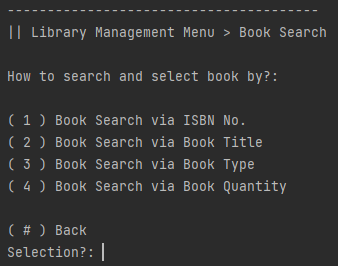 ---------------------------------------
|| Library Management Menu > Book Search
How to search and select book by?:
( 1 ) Book Search via ISBN No.
( 2 ) Book Search via Book Title
( 3 ) Book Search via Book Type
( 4 ) Book Search via Book Quantity
( # ) Back
Selection?: